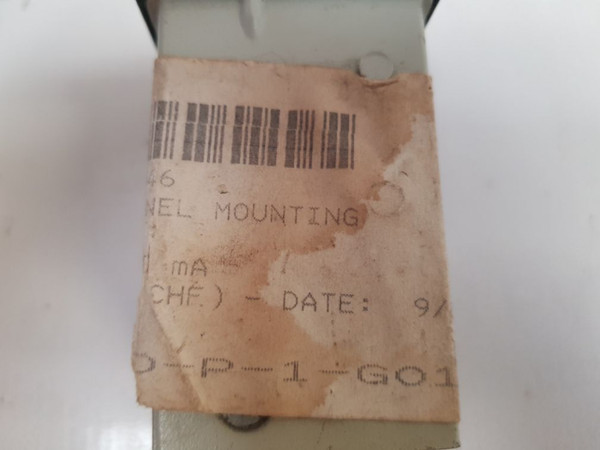 46
NEL MOUNTING
mA
CHF.) - DATE: 9/
O-P-1-G01